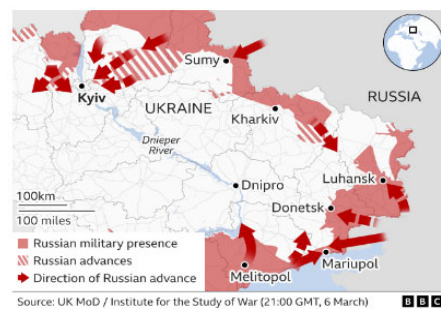 Sumy
Kyiv
UKRAINE
RUSSIA
Kharkiv
Dnieper
River
Luhansk
Dnipro
100km
100 miles
Donetsk
Russian military presence
Russian advances
Direction of Russian advance
Melitopol
Mariupol
Source: UK MoD / Institute for the Study of War (21:00 GMT, 6 March)
BBC